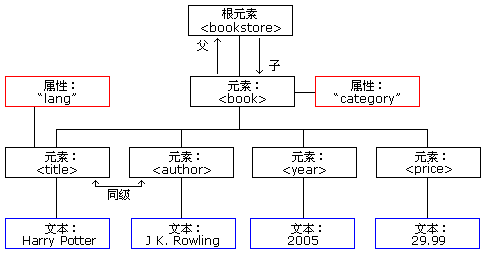 根元素
<bookstore>
父
子
属性：
“lang”
元素：
<book>
属性：
“category”
元素：
<title>
元素：
<author>
元素：
<year>
元素：
<price>
同级
文本：
Harry Potter
文本：
J K. Rowling
文本：
2005
文本：
29.99